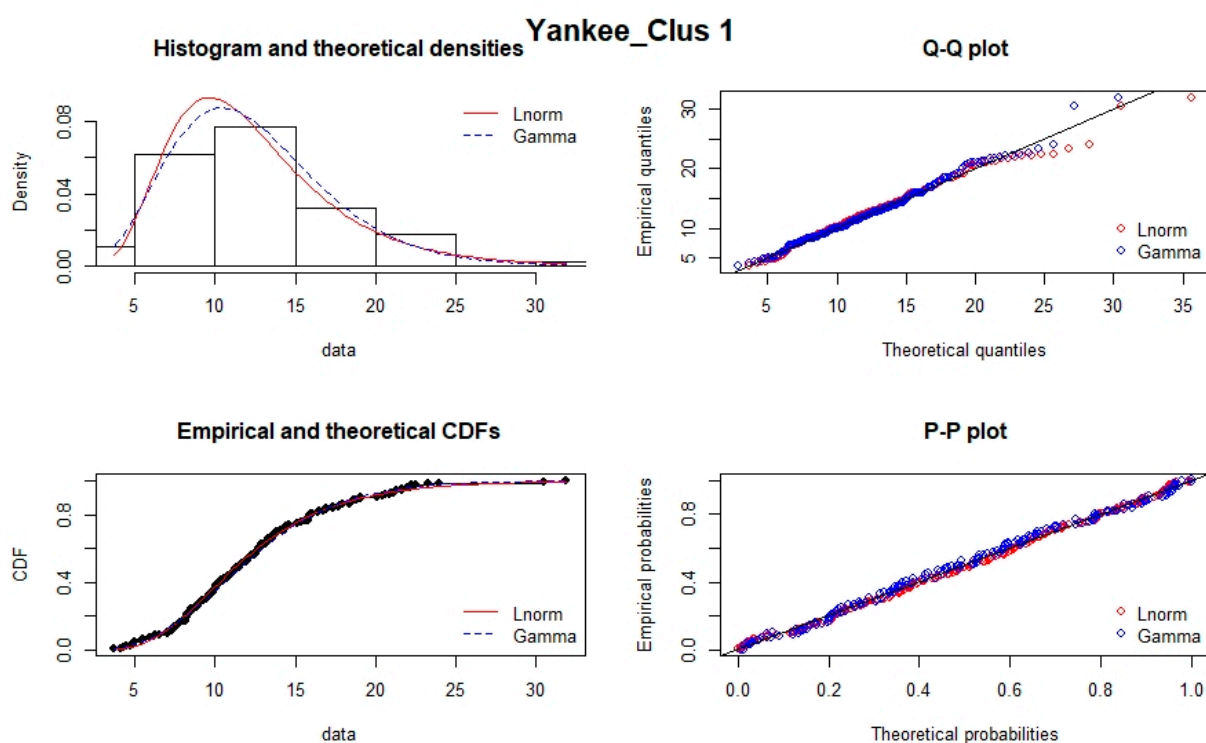 Yankee_Clus 1
Histogram and theoretical densities
Density
0.00
0.04
0.08
Lnorm
Gamma
5 10 15 20 25 30
data
Q-Q plot
Empirical quantiles
5
10
20
30
Lnorm
Gamma
5 10 15 20 25 30 35
Theoretical quantiles
Empirical and theoretical CDFs
CDF
0.0
0.4
0.8
Lnorm
Gamma
5 10 15 20 25 30
data
P-P plot
Empirical probabilities
0.0
0.4
0.8
Lnorm
Gamma
0.0 0.2 0.4 0.6 0.8 1.0
Theoretical probabilities